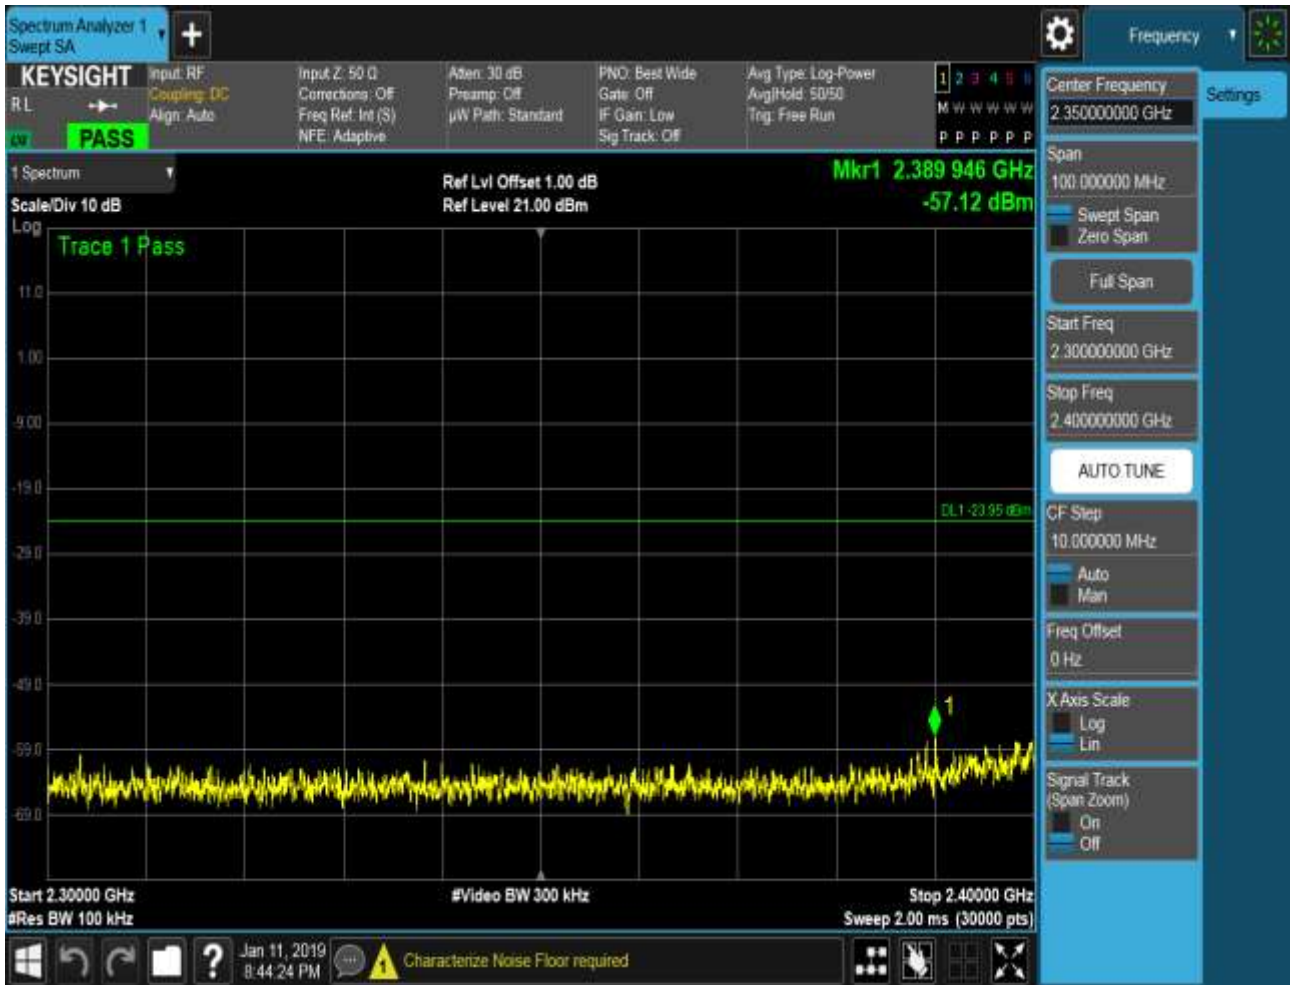 Spectrum Analyzer 1
Swept SA
+
Frequency
KEYSIGHT
RL
PASS
Input: RF
Coupling: DC
Align: Auto
Input Z: 50 Ω
Corrections: Off
Freq Ref: Int (S)
NFE: Adaptive
Atten: 30 dB
Preamp: Off
µW Path: Standard
PNO: Best Wide
Gate: Off
IF Gain: Low
Sig Track: Off
Avg Type: Log-Power
Avg|Hold: 50/50
Trig: Free Run
1 2 3 4 5 6
M W W W W W
P P P P P P
Center Frequency
2.350000000 GHz
Settings
Span
100.000000 MHz
Swept Span
Zero Span
Full Span
Start Freq
2.300000000 GHz
Stop Freq
2.400000000 GHz
AUTO TUNE
CF Step
10.000000 MHz
Auto
Man
Freq Offset
0 Hz
X Axis Scale
Log
Lin
Signal Track
(Span Zoom)
On
Off
1 Spectrum
Scale/Div 10 dB
Ref Lvl Offset 1.00 dB
Ref Level 21.00 dBm
Mkr1 2.389 946 GHz
-57.12 dBm
Log
Trace 1 Pass
11.0
1.00
-9.00
-19.0
DL1 -23.95 dBm
-29.0
-39.0
-49.0
1
-59.0
-69.0
Start 2.30000 GHz
#Video BW 300 kHz
Stop 2.40000 GHz
#Res BW 100 kHz
Sweep 2.00 ms (30000 pts)
?
Jan 11, 2019
8:44:24 PM
1
Characterize Noise Floor required